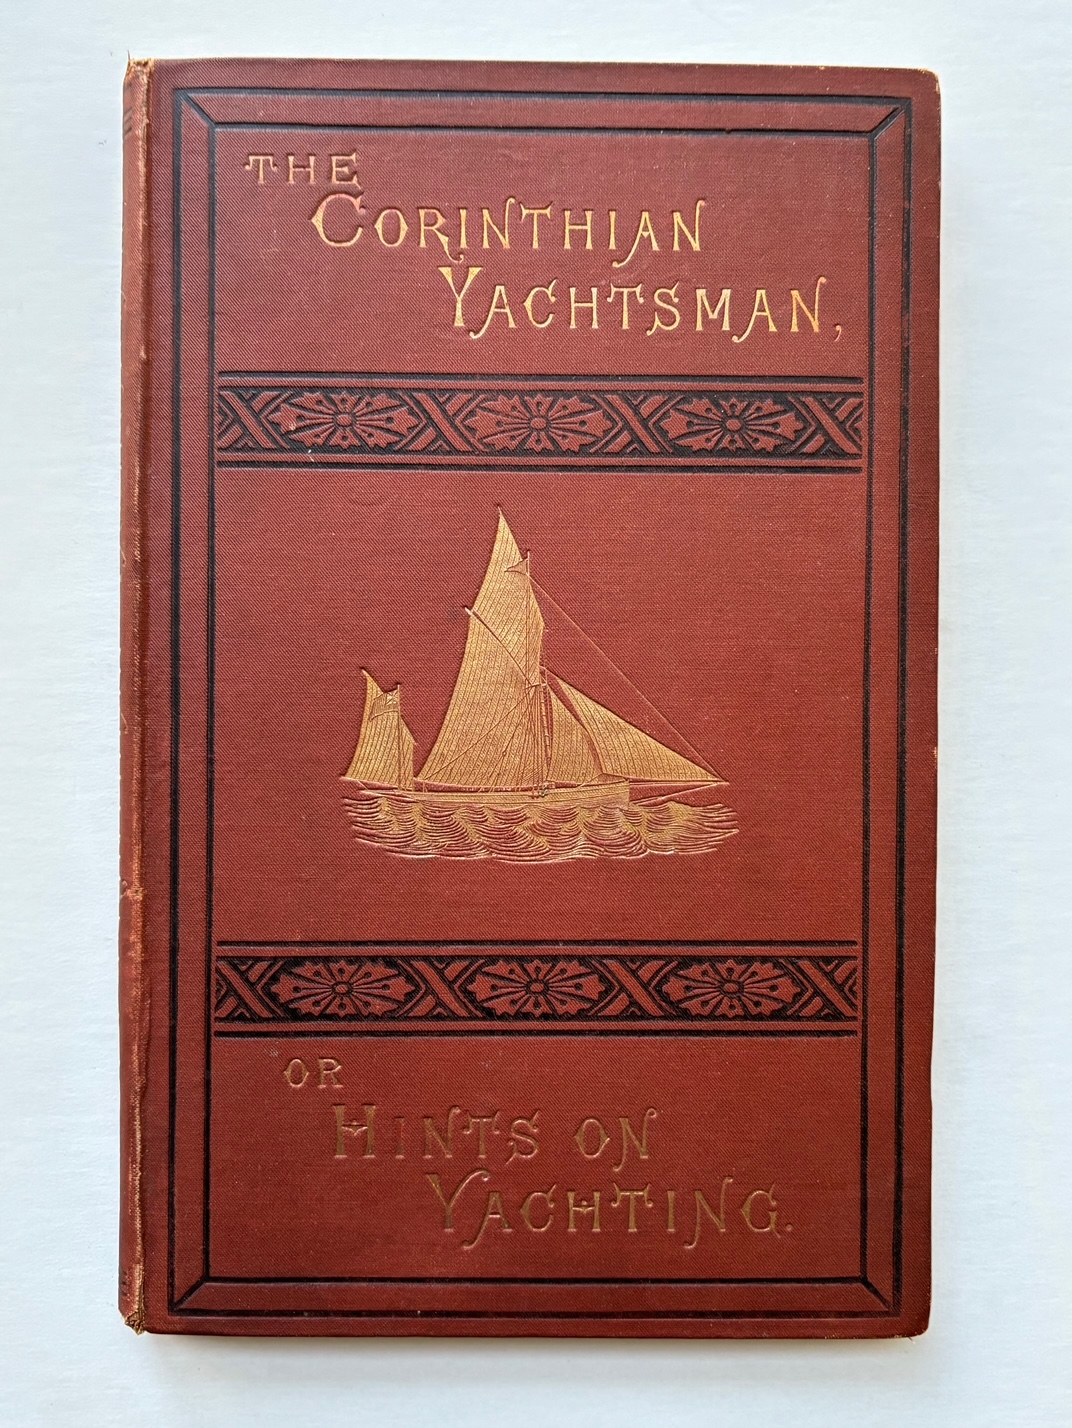 THE
CORINTHIAN
YACHTSMAN,
OR
HINTS ON
YACHTING.